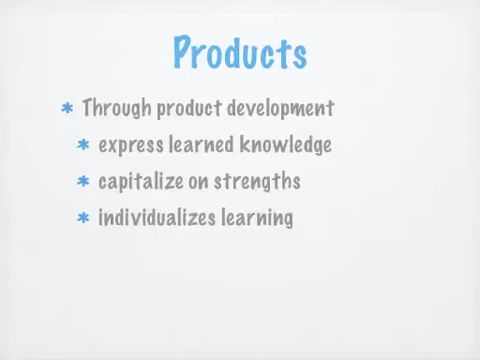 Products
* Through product development
* express learned knowledge
* capitalize on strengths
* individualizes learning